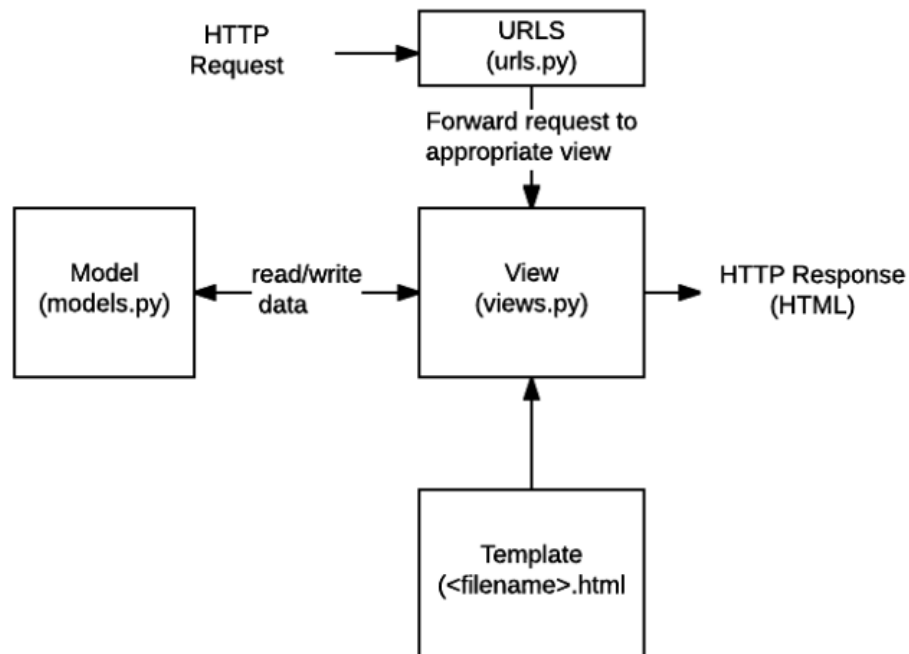 HTTP
Request
URLS
(urls.py)
Forward request to
appropriate view
Model
(models.py)
read/write
data
View
(views.py)
HTTP Response
(HTML)
Template
(<filename>.html